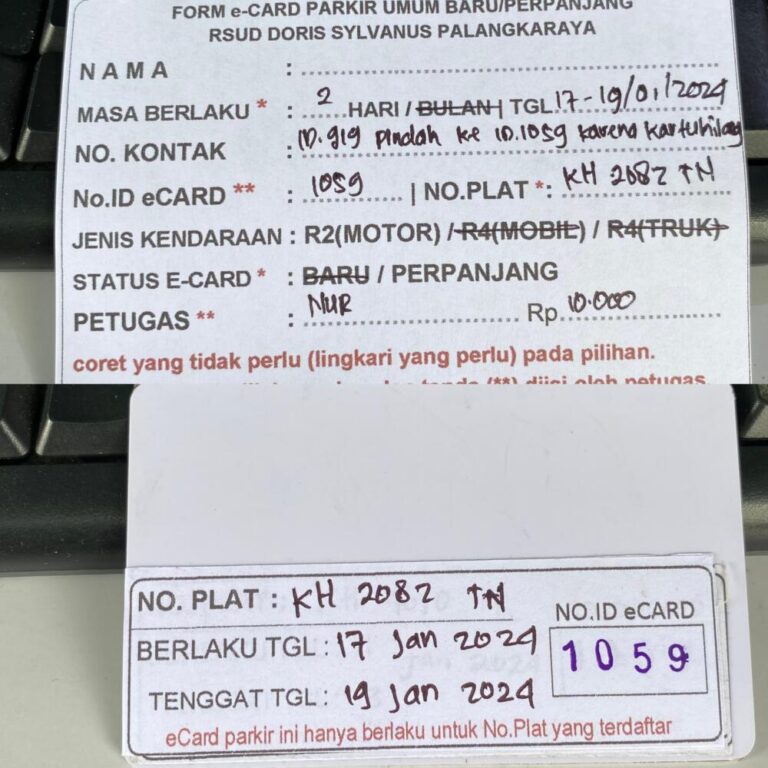 FORM e-CARD PARKIR UMUM BARU/PERPANJANG
RSUD DORIS SYLVANUS PALANGKARAYA
NAMA :
MASA BERLAKU * : 2 HARI / BULAN | TGL 17-19/01/2024
NO. KONTAK : ID.919 Pindah ke ID.1059 karena kartu hilang
No.ID eCARD ** : 1059 | NO.PLAT *: KH 2082 TN
JENIS KENDARAAN : R2(MOTOR) / R4(MOBIL) / R4(TRUK)
STATUS E-CARD * : BARU / PERPANJANG
PETUGAS ** : NUR Rp 10.000
coret yang tidak perlu (lingkari yang perlu) pada pilihan.
tanda (**) diisi oleh petugas
NO. PLAT : KH 2082 TN
NO.ID eCARD
BERLAKU TGL : 17 Jan 2024
1059
TENGGAT TGL : 19 Jan 2024
eCard parkir ini hanya berlaku untuk No.Plat yang terdaftar